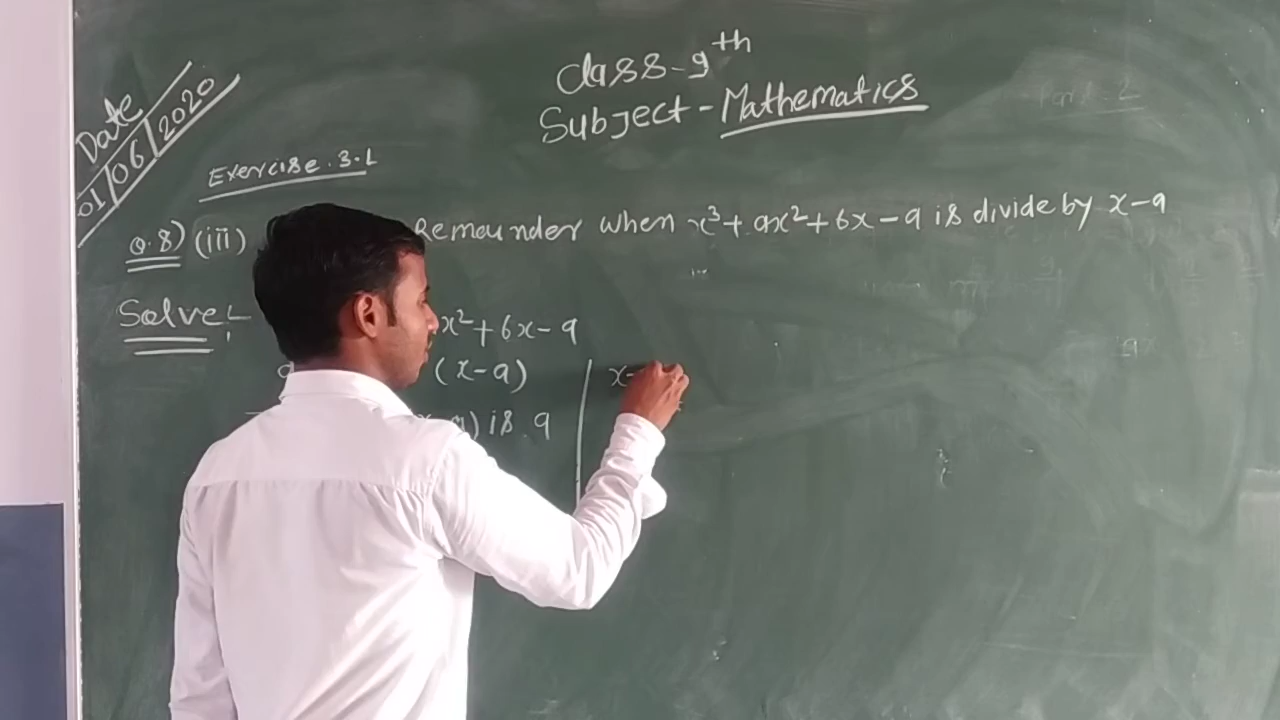 Class-9th
Subject-Mathematics
Date
01/06/2020
Exercise.3.1
Q.8) (iii) Remainder when x³+ax²+6x-a is divide by x-a
Solve!-
x²+6x-a
(x-a)
is a
x-